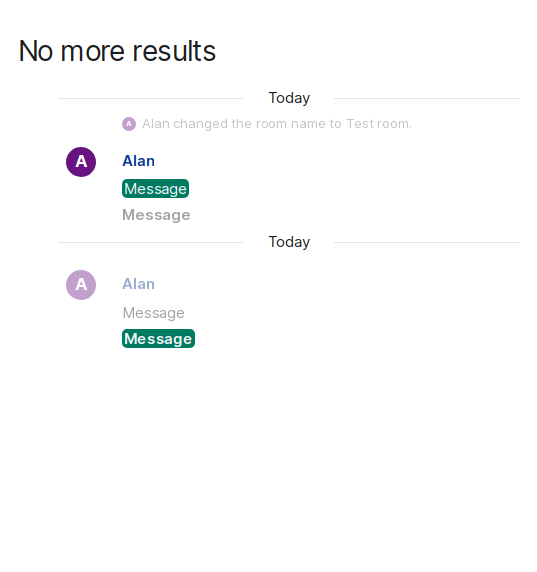 No more results
Today
A Alan changed the room name to Test room.
A Alan
Message
Message
Today
A Alan
Message
Message